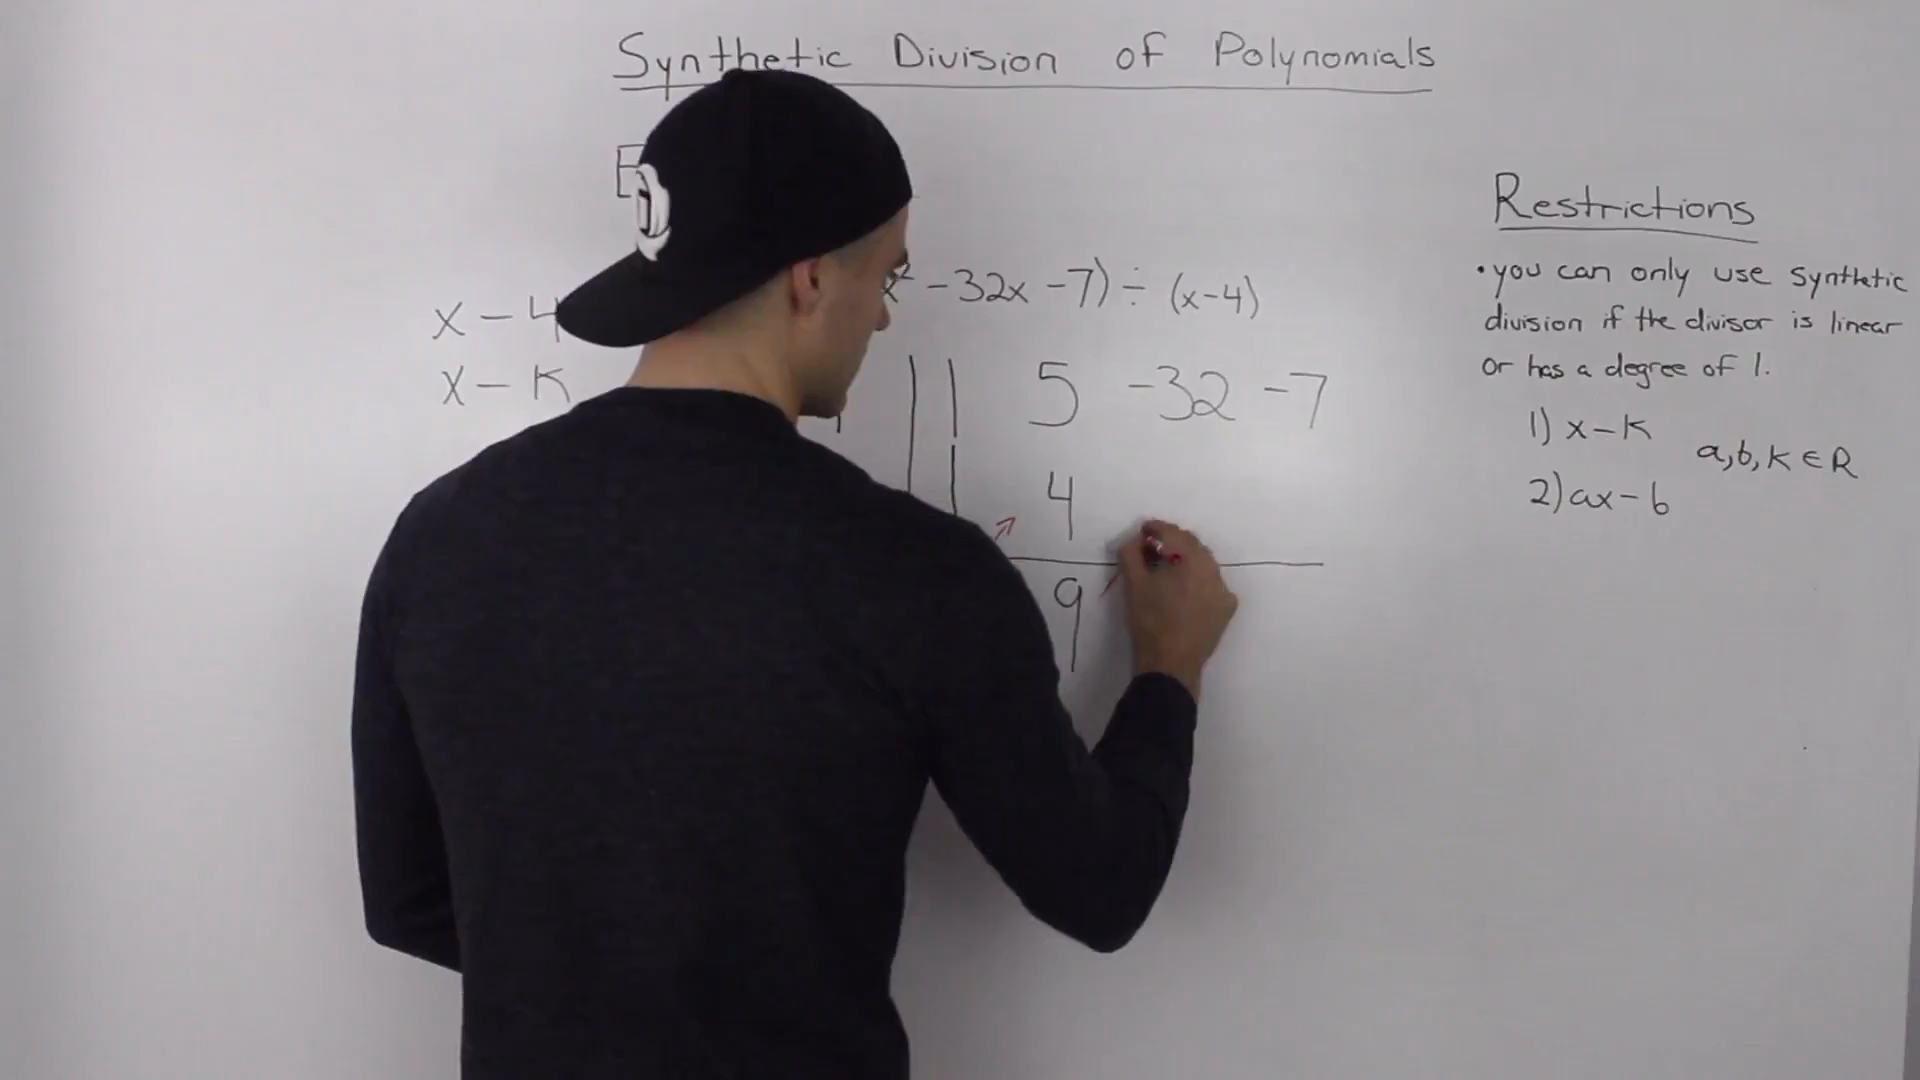 Synthetic Division of Polynomials
E
x² - 32x - 7) ÷ (x-4)
x - 4
x - K
5 -32 -7
4
9
Restrictions
• you can only use synthetic
division if the divisor is linear
or has a degree of 1.
1) x - K
a, b, K ∈ R
2) ax - b